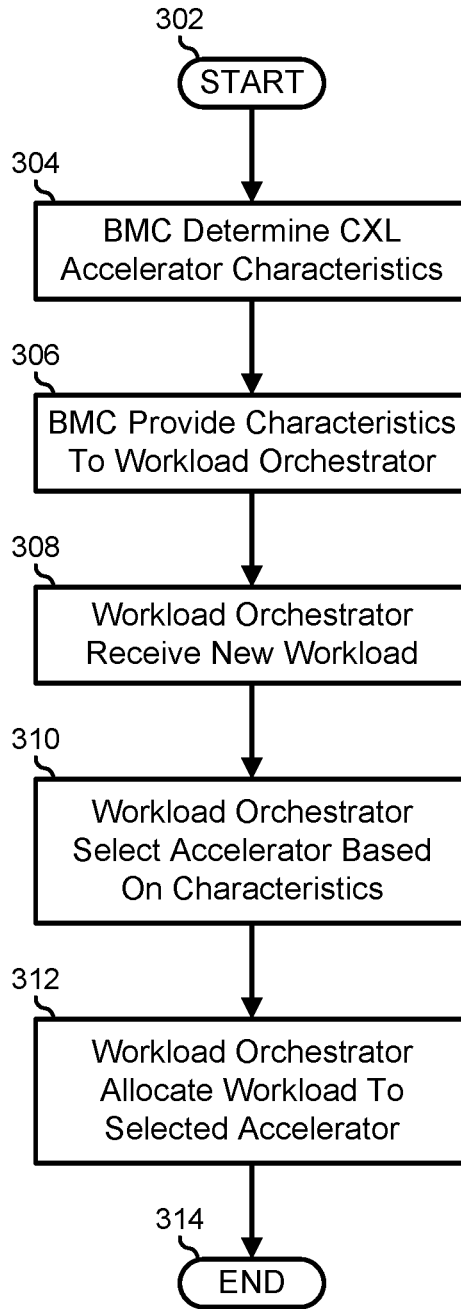 302
START
304
BMC Determine CXL
Accelerator Characteristics
306
BMC Provide Characteristics
To Workload Orchestrator
308
Workload Orchestrator
Receive New Workload
310
Workload Orchestrator
Select Accelerator Based
On Characteristics
312
Workload Orchestrator
Allocate Workload To
Selected Accelerator
314
END